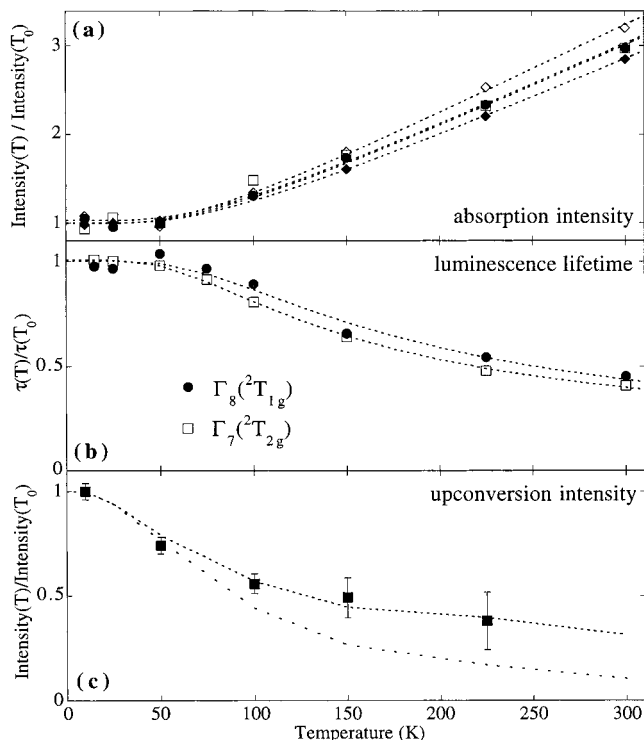 (a)
Intensity(T) / Intensity(T₀)
3
2
1
absorption intensity
luminescence lifetime
τ(T)/τ(T₀)
1
0.5
0
Γ₈(²T₁g)
Γ₇(²T₂g)
(b)
upconversion intensity
Intensity(T)/Intensity(T₀)
1
0.5
0
(c)
0 50 100 150 200 250 300
Temperature (K)